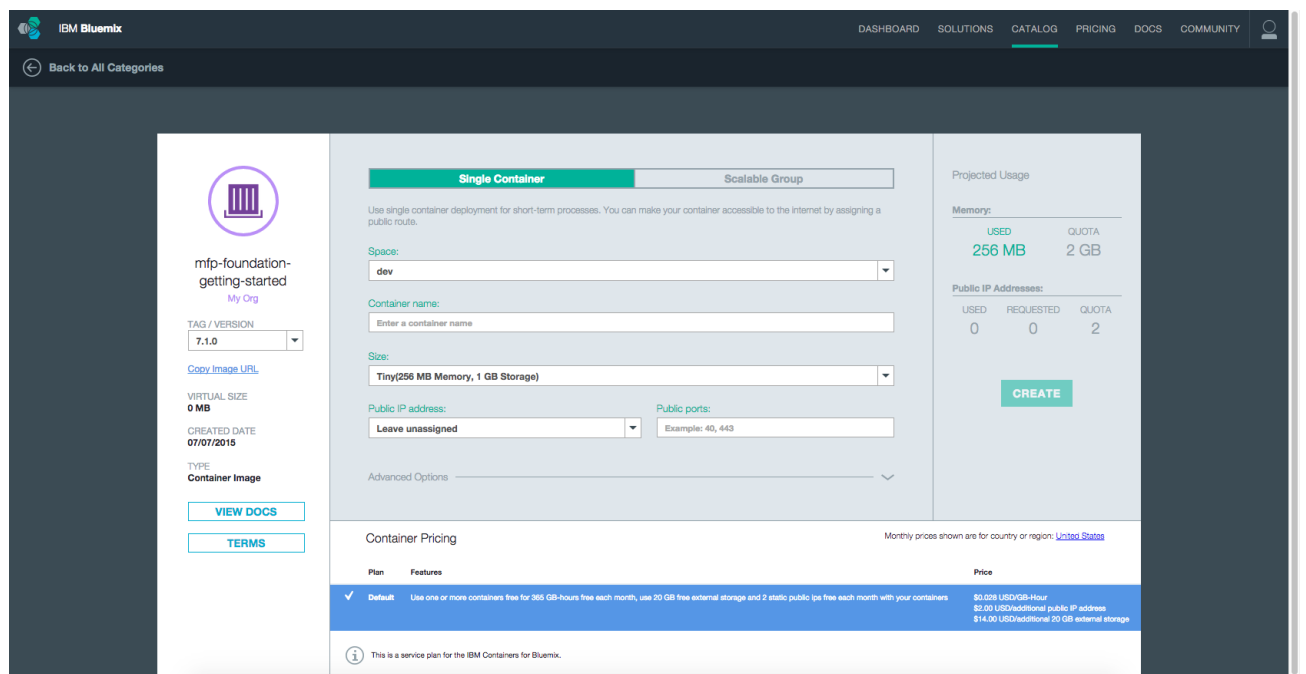 IBM Bluemix
DASHBOARD SOLUTIONS CATALOG PRICING DOCS COMMUNITY
Back to All Categories
mfp-foundation-
getting-started
My Org
TAG / VERSION
7.1.0
Copy Image URL
VIRTUAL SIZE
0 MB
CREATED DATE
07/07/2015
TYPE
Container Image
VIEW DOCS
TERMS
Single Container
Scalable Group
Use single container deployment for short-term processes. You can make your container accessible to the internet by assigning a
public route.
Space:
dev
Container name:
Enter a container name
Size:
Tiny(256 MB Memory, 1 GB Storage)
Public IP address:
Leave unassigned
Public ports:
Example: 40, 443
Advanced Options
Projected Usage
Memory:
USED QUOTA
256 MB 2 GB
Public IP Addresses:
USED REQUESTED QUOTA
0 0 2
CREATE
Container Pricing
Monthly prices shown are for country or region: United States
Plan Features Price
Default Use one or more containers free for 365 GB-hours free each month, use 20 GB free external storage and 2 static public ips free each month with your containers
$0.028 USD/GB-Hour
$2.00 USD/additional public IP address
$14.00 USD/additional 20 GB external storage
This is a service plan for the IBM Containers for Bluemix.